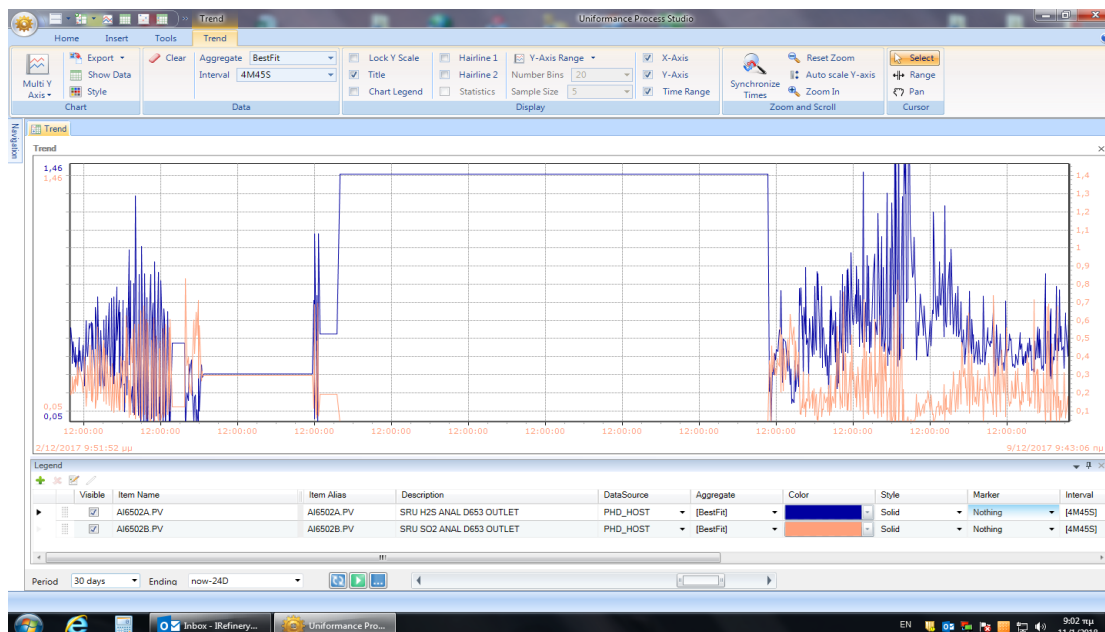 Trend
Uniformance Process Studio
Home Insert Tools Trend
Multi Y Axis
Export
Show Data
Style
Chart
Clear
Aggregate BestFit
Interval 4M45S
Data
Lock Y Scale
Title
Chart Legend
Hairline 1
Hairline 2
Statistics
Y-Axis Range
Number Bins 20
Sample Size 5
X-Axis
Y-Axis
Time Range
Display
Synchronize Times
Reset Zoom
Auto scale Y-axis
Zoom In
Zoom and Scroll
Select
Range
Pan
Cursor
Navigation
Trend
Trend
1,46
1,46
0,05
0,05
1,4
1,3
1,2
1,1
1
0,9
0,8
0,7
0,6
0,5
0,4
0,3
0,2
0,1
12:00:00 12:00:00 12:00:00 12:00:00 12:00:00 12:00:00 12:00:00 12:00:00 12:00:00 12:00:00 12:00:00 12:00:00 12:00:00
2/12/2017 9:51:52 μμ 9/12/2017 9:43:06 πμ
Legend
Visible Item Name Item Alias Description DataSource Aggregate Color Style Marker Interval
AI6502A.PV AI6502A.PV SRU H2S ANAL D653 OUTLET PHD_HOST [BestFit] Solid Nothing [4M45S]
AI6502B.PV AI6502B.PV SRU SO2 ANAL D653 OUTLET PHD_HOST [BestFit] Solid Nothing [4M45S]
Period 30 days Ending now-24D
Inbox - IRefinery...
Uniformance Pro...
EN
9:02 πμ
11/1/2018